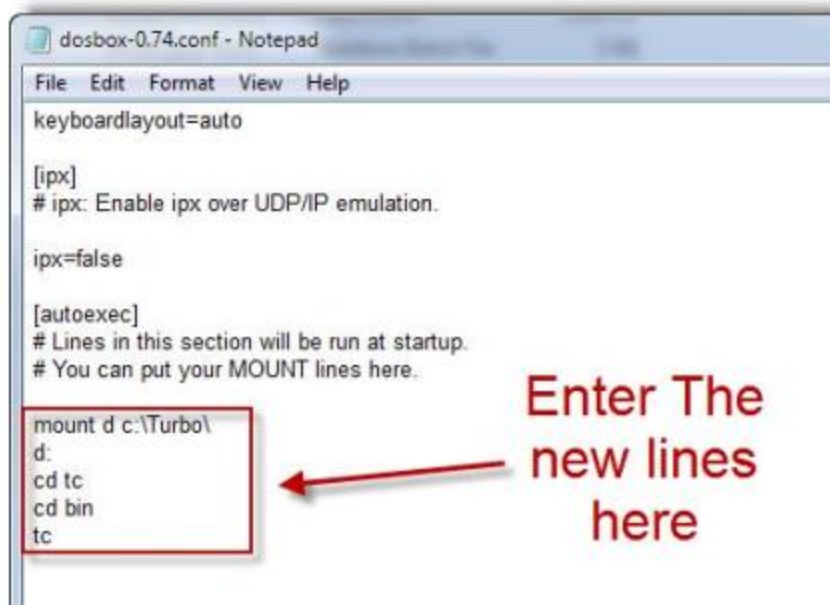 dosbox-0.74.conf - Notepad
File Edit Format View Help
keyboardlayout=auto
[ipx]
# ipx: Enable ipx over UDP/IP emulation.
ipx=false
[autoexec]
# Lines in this section will be run at startup.
# You can put your MOUNT lines here.
mount d c:\Turbo\
d:
cd tc
cd bin
tc
Enter The
new lines
here